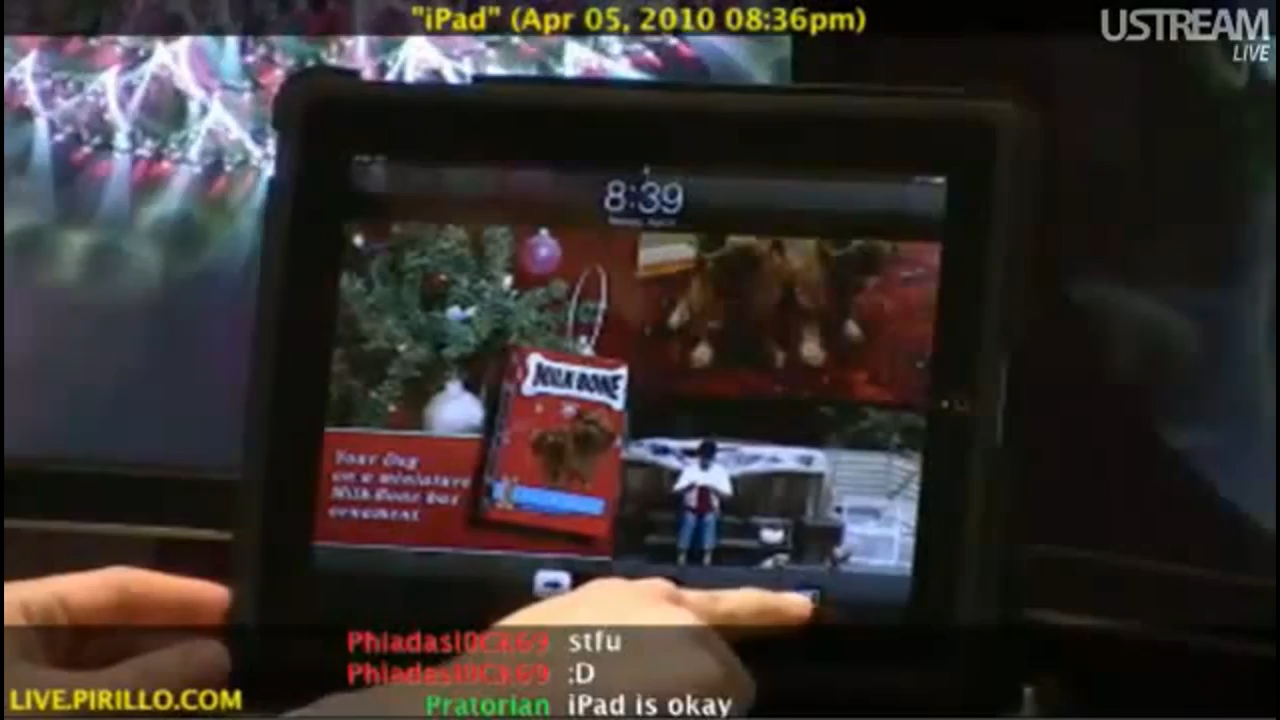 "iPad" (Apr 05, 2010 08:36pm)
USTREAM
LIVE
8:39
MILK-BONE
Your Dog
on a miniature
Milk-Bone box
ornament
stfu
:D
LIVE.PIRILLO.COM
Pratorian iPad is okay